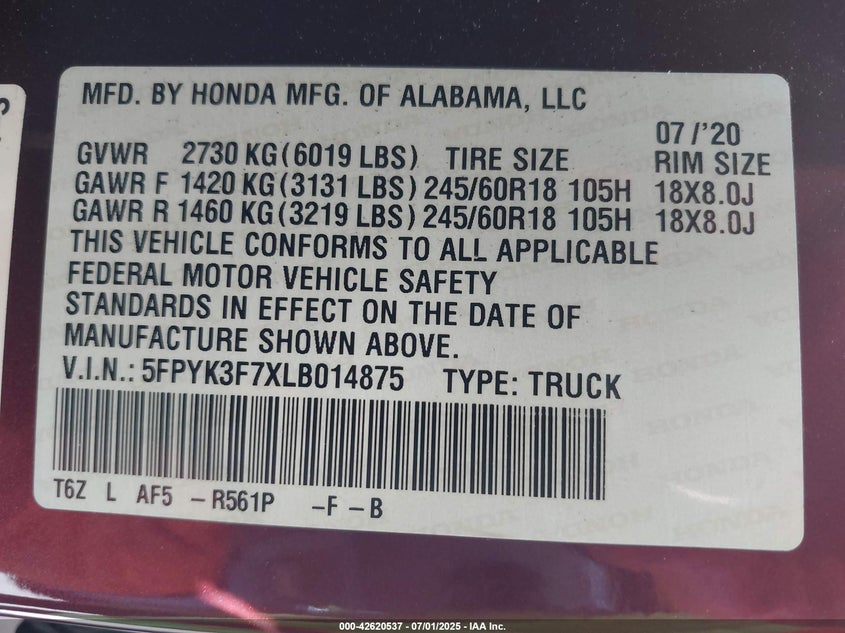 MFD. BY HONDA MFG. OF ALABAMA, LLC
07/'20
GVWR 2730 KG (6019 LBS) TIRE SIZE RIM SIZE
GAWR F 1420 KG (3131 LBS) 245/60R18 105H 18X8.0J
GAWR R 1460 KG (3219 LBS) 245/60R18 105H 18X8.0J
THIS VEHICLE CONFORMS TO ALL APPLICABLE
FEDERAL MOTOR VEHICLE SAFETY
STANDARDS IN EFFECT ON THE DATE OF
MANUFACTURE SHOWN ABOVE.
V.I.N.: 5FPYK3F7XLB014875 TYPE: TRUCK
T6Z L AF5 -R561P -F -B
000-42620537 - 07/01/2025 - IAA Inc.